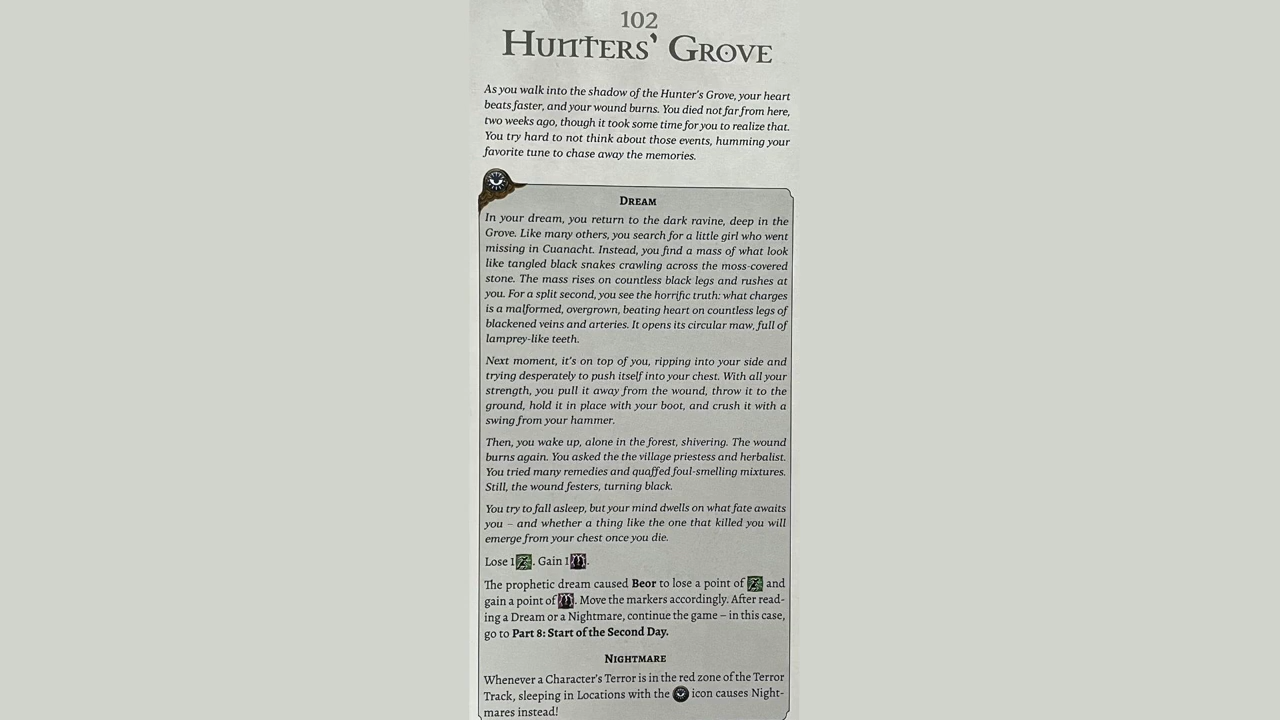 102
Hunters' Grove
As you walk into the shadow of the Hunter's Grove, your heart
beats faster, and your wound burns. You died not far from here,
two weeks ago, though it took some time for you to realize that.
You try hard to not think about those events, humming your
favorite tune to chase away the memories.
Dream
In your dream, you return to the dark ravine, deep in the
Grove. Like many others, you search for a little girl who went
missing in Cuanacht. Instead, you find a mass of what look
like tangled black snakes crawling across the moss-covered
stone. The mass rises on countless black legs and rushes at
you. For a split second, you see the horrific truth: what charges
is a malformed, overgrown, beating heart on countless legs of
blackened veins and arteries. It opens its circular maw, full of
lamprey-like teeth.
Next moment, it's on top of you, ripping into your side and
trying desperately to push itself into your chest. With all your
strength, you pull it away from the wound, throw it to the
ground, hold it in place with your boot, and crush it with a
swing from your hammer.
Then, you wake up, alone in the forest, shivering. The wound
burns again. You asked the the village priestess and herbalist.
You tried many remedies and quaffed foul-smelling mixtures.
Still, the wound festers, turning black.
You try to fall asleep, but your mind dwells on what fate awaits
you – and whether a thing like the one that killed you will
emerge from your chest once you die.
Lose 1 . Gain 1 .
The prophetic dream caused Beor to lose a point of and
gain a point of . Move the markers accordingly. After read-
ing a Dream or a Nightmare, continue the game – in this case,
go to Part 8: Start of the Second Day.
Nightmare
Whenever a Character's Terror is in the red zone of the Terror
Track, sleeping in Locations with the icon causes Night-
mares instead!